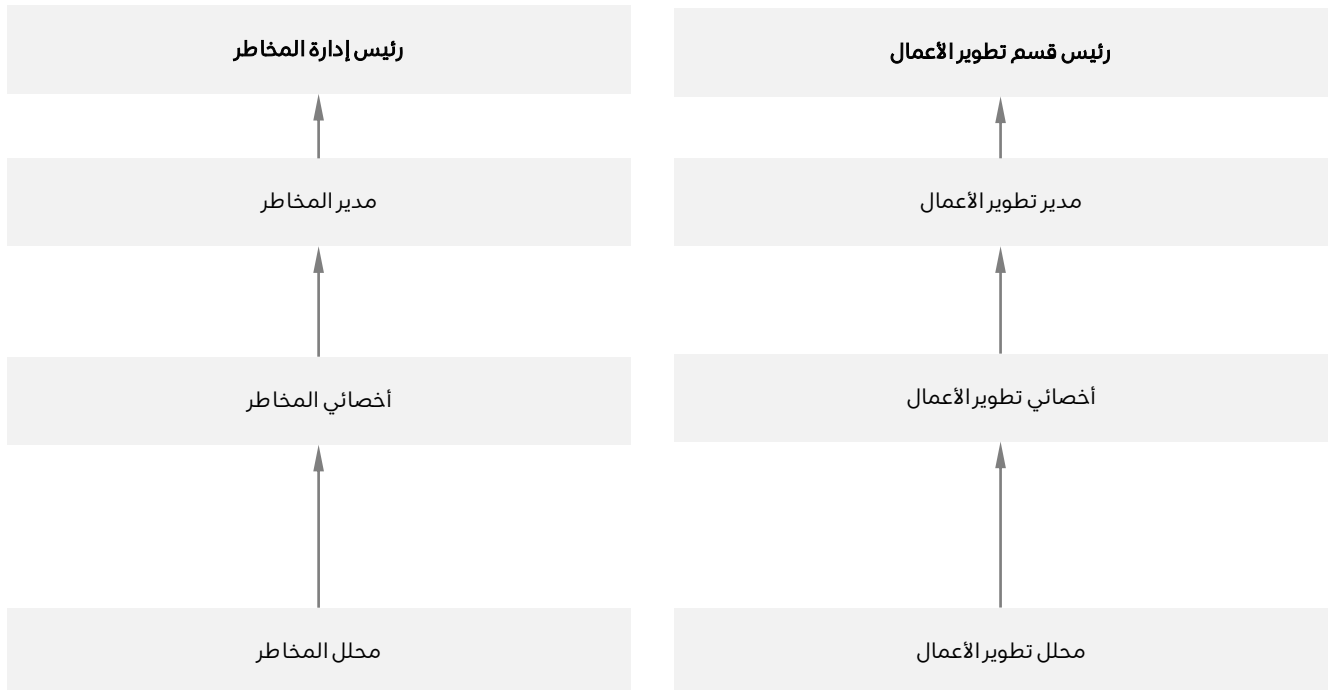 رئيس قسم تطوير الأعمال
رئيس إدارة المخاطر
مدير تطوير الأعمال
مدير المخاطر
أخصائي تطوير الأعمال
أخصائي المخاطر
محلل تطوير الأعمال
محلل المخاطر